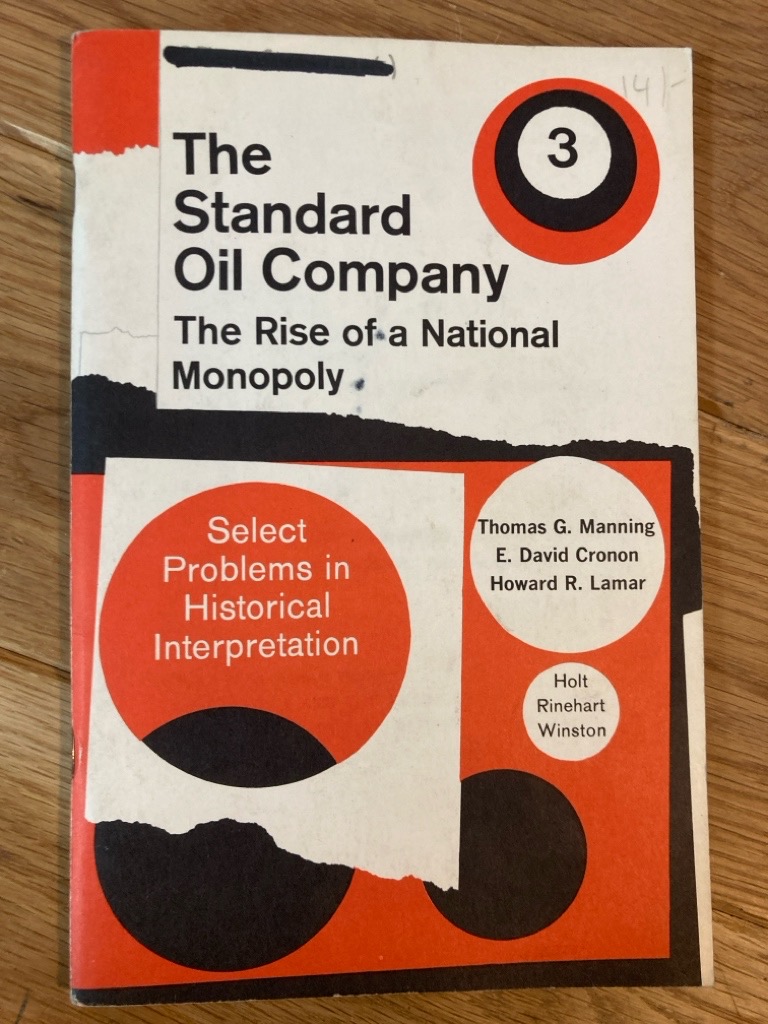 14/-
3
The
Standard
Oil Company
The Rise of a National
Monopoly
Select
Problems in
Historical
Interpretation
Thomas G. Manning
E. David Cronon
Howard R. Lamar
Holt
Rinehart
Winston